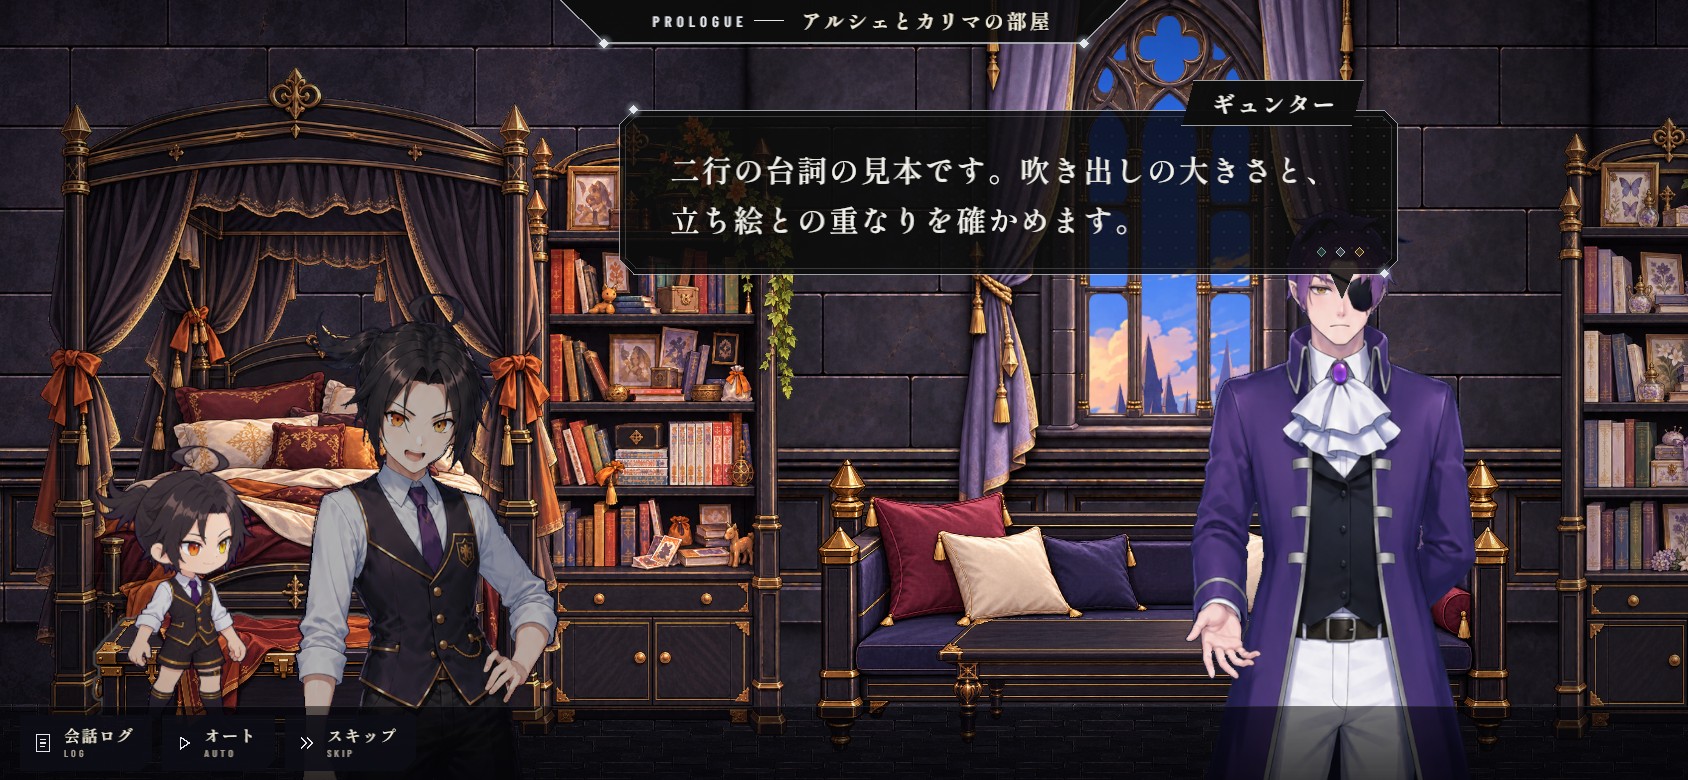 PROLOGUE アルシェとカリマの部屋
ギュンター
二行の台詞の見本です。吹き出しの大きさと、
立ち絵との重なりを確かめます。
会話ログ
LOG
オート
AUTO
スキップ
SKIP